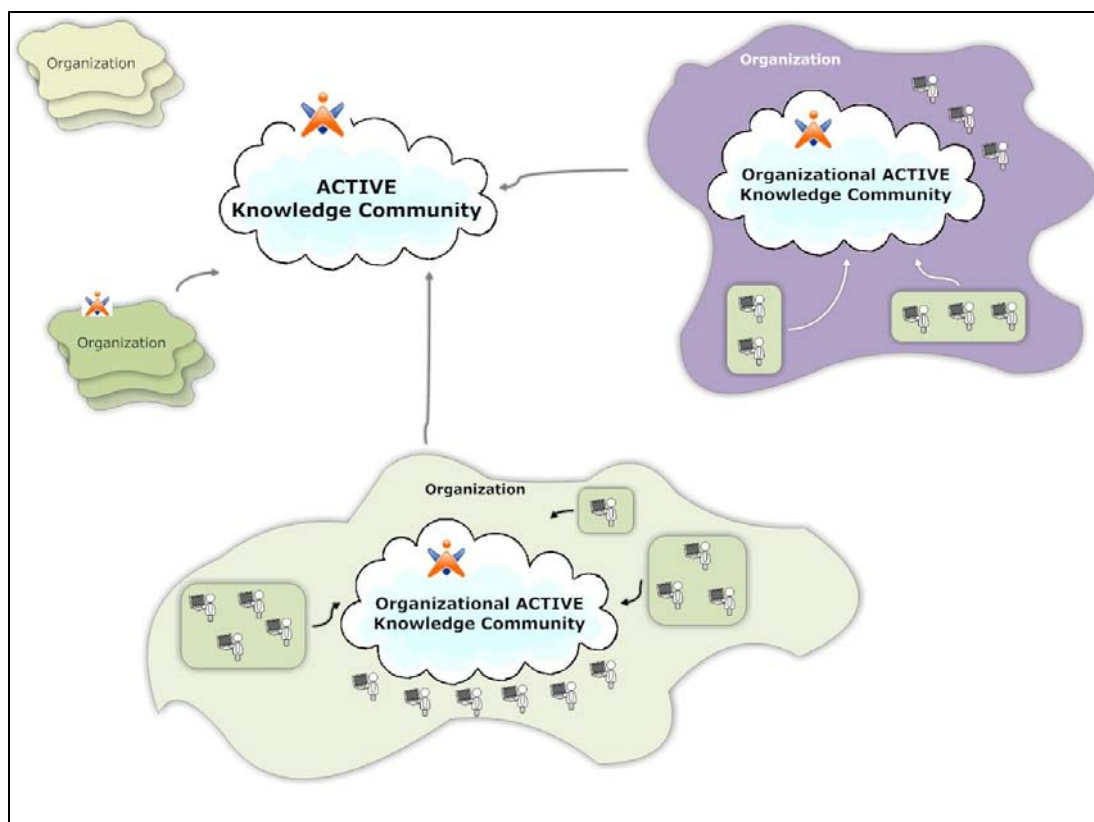 Organization
Organization
Organizational ACTIVE
Knowledge Community
ACTIVE
Knowledge Community
Organization
Organization
Organizational ACTIVE
Knowledge Community